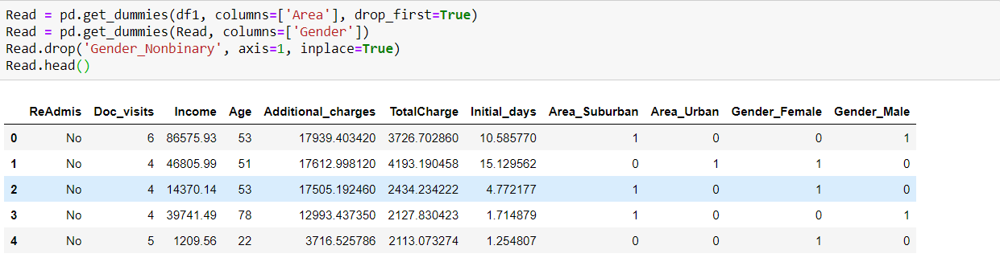 Read = pd.get_dummies(df1, columns=['Area'], drop_first=True)
Read = pd.get_dummies(Read, columns=['Gender'])
Read.drop('Gender_Nonbinary', axis=1, inplace=True)
Read.head()
ReAdmis Doc_visits Income Age Additional_charges TotalCharge Initial_days Area_Suburban Area_Urban Gender_Female Gender_Male
0 No 6 86575.93 53 17939.403420 3726.702860 10.585770 1 0 0 1
1 No 4 46805.99 51 17612.998120 4193.190458 15.129562 0 1 1 0
2 No 4 14370.14 53 17505.192460 2434.234222 4.772177 1 0 1 0
3 No 4 39741.49 78 12993.437350 2127.830423 1.714879 1 0 0 1
4 No 5 1209.56 22 3716.525786 2113.073274 1.254807 0 0 1 0